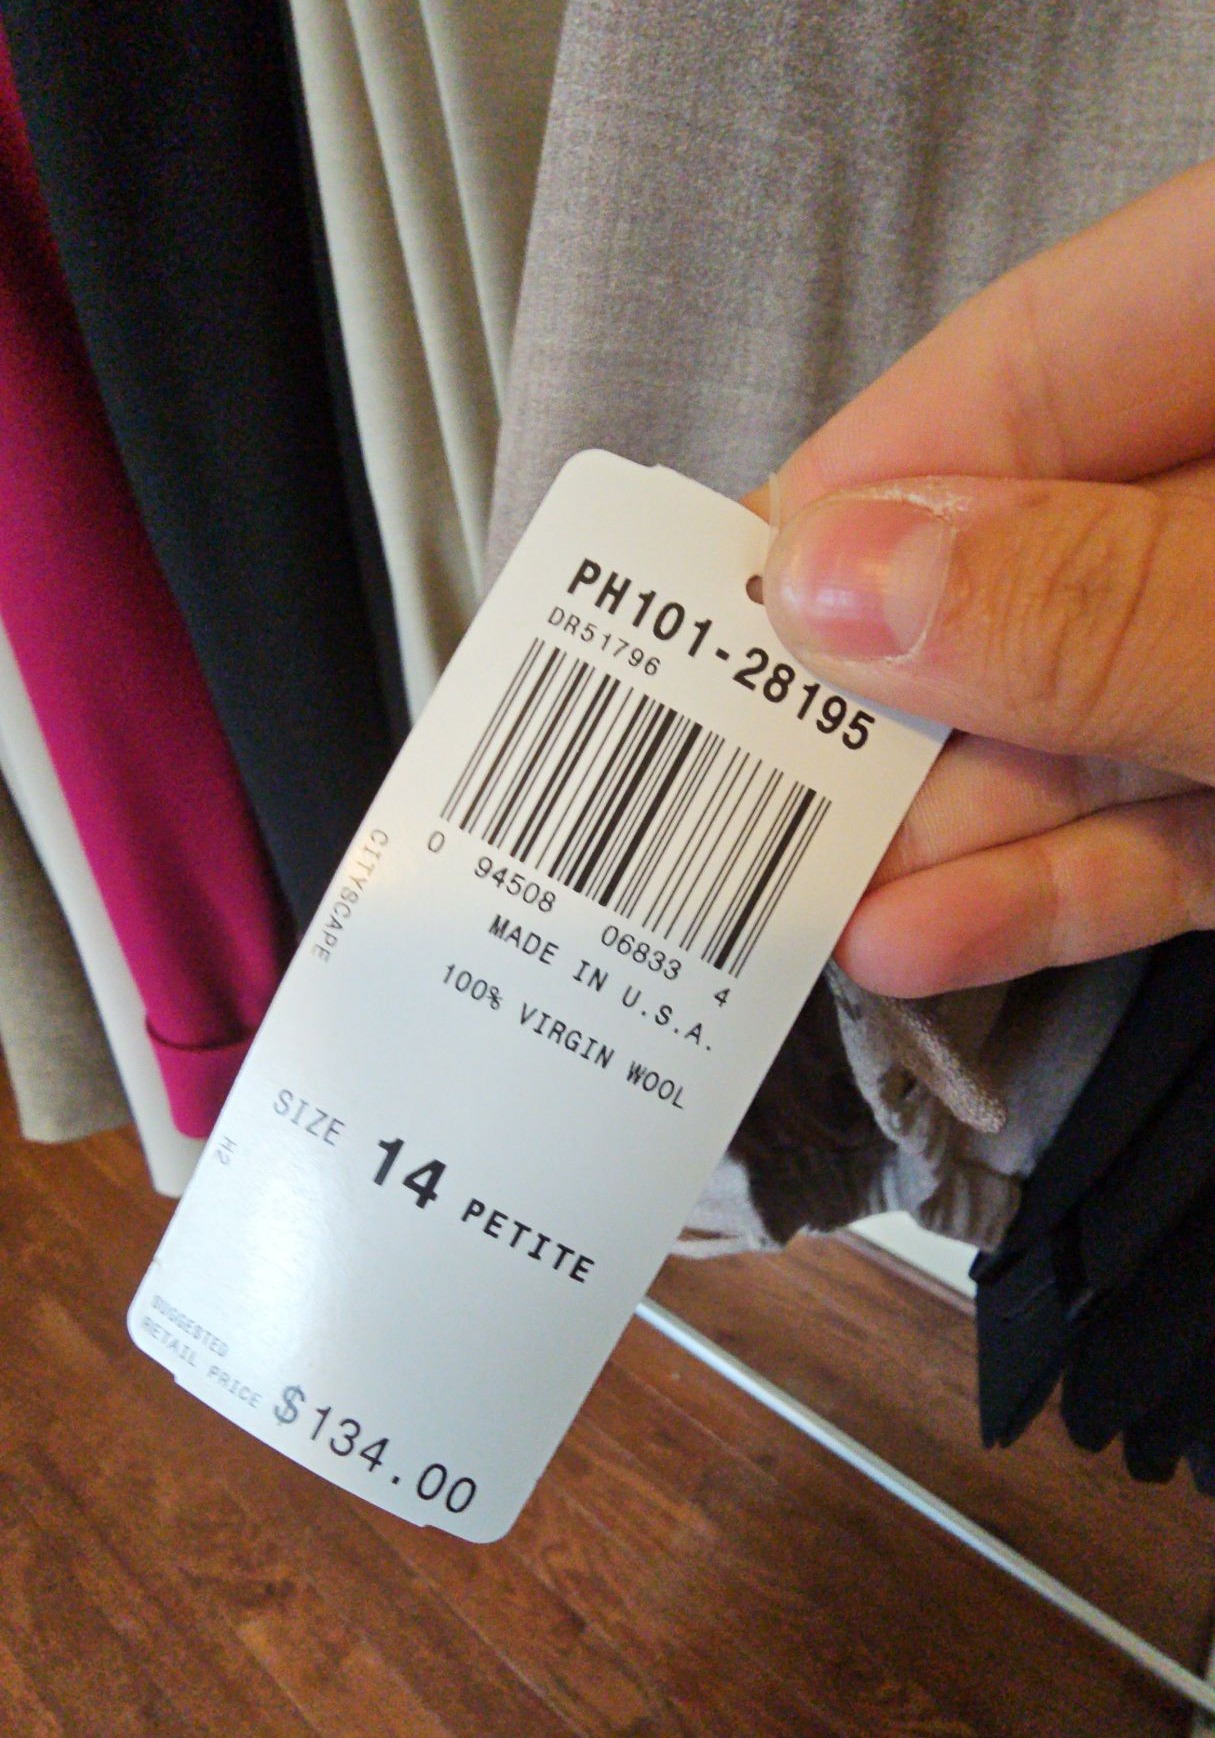 PH101-28195
DR51796
0 94508 06833 4
CITYSCAPE
MADE IN U.S.A.
100% VIRGIN WOOL
H2
SIZE 14 PETITE
SUGGESTED
RETAIL PRICE $134.00